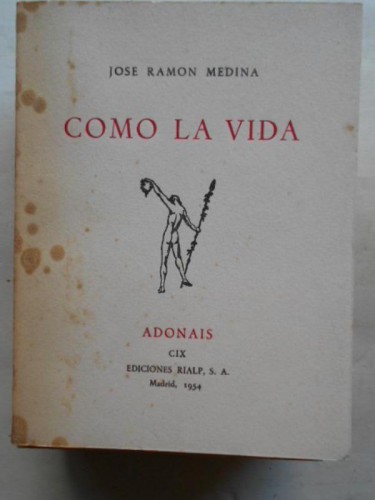 JOSE RAMON MEDINA
COMO LA VIDA
ADONAIS
CIX
EDICIONES RIALP, S. A.
Madrid, 1954